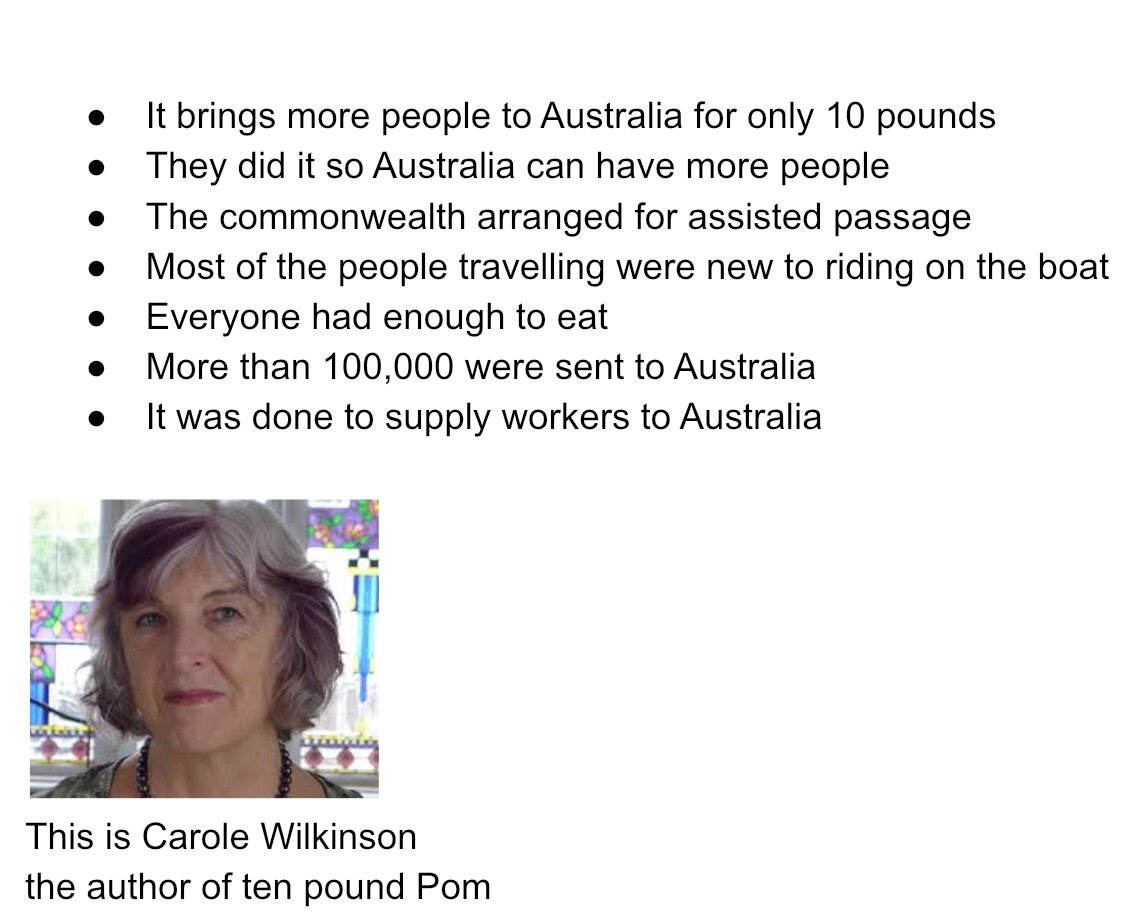 ● It brings more people to Australia for only 10 pounds
● They did it so Australia can have more people
● The commonwealth arranged for assisted passage
● Most of the people travelling were new to riding on the boat
● Everyone had enough to eat
● More than 100,000 were sent to Australia
● It was done to supply workers to Australia
This is Carole Wilkinson
the author of ten pound Pom